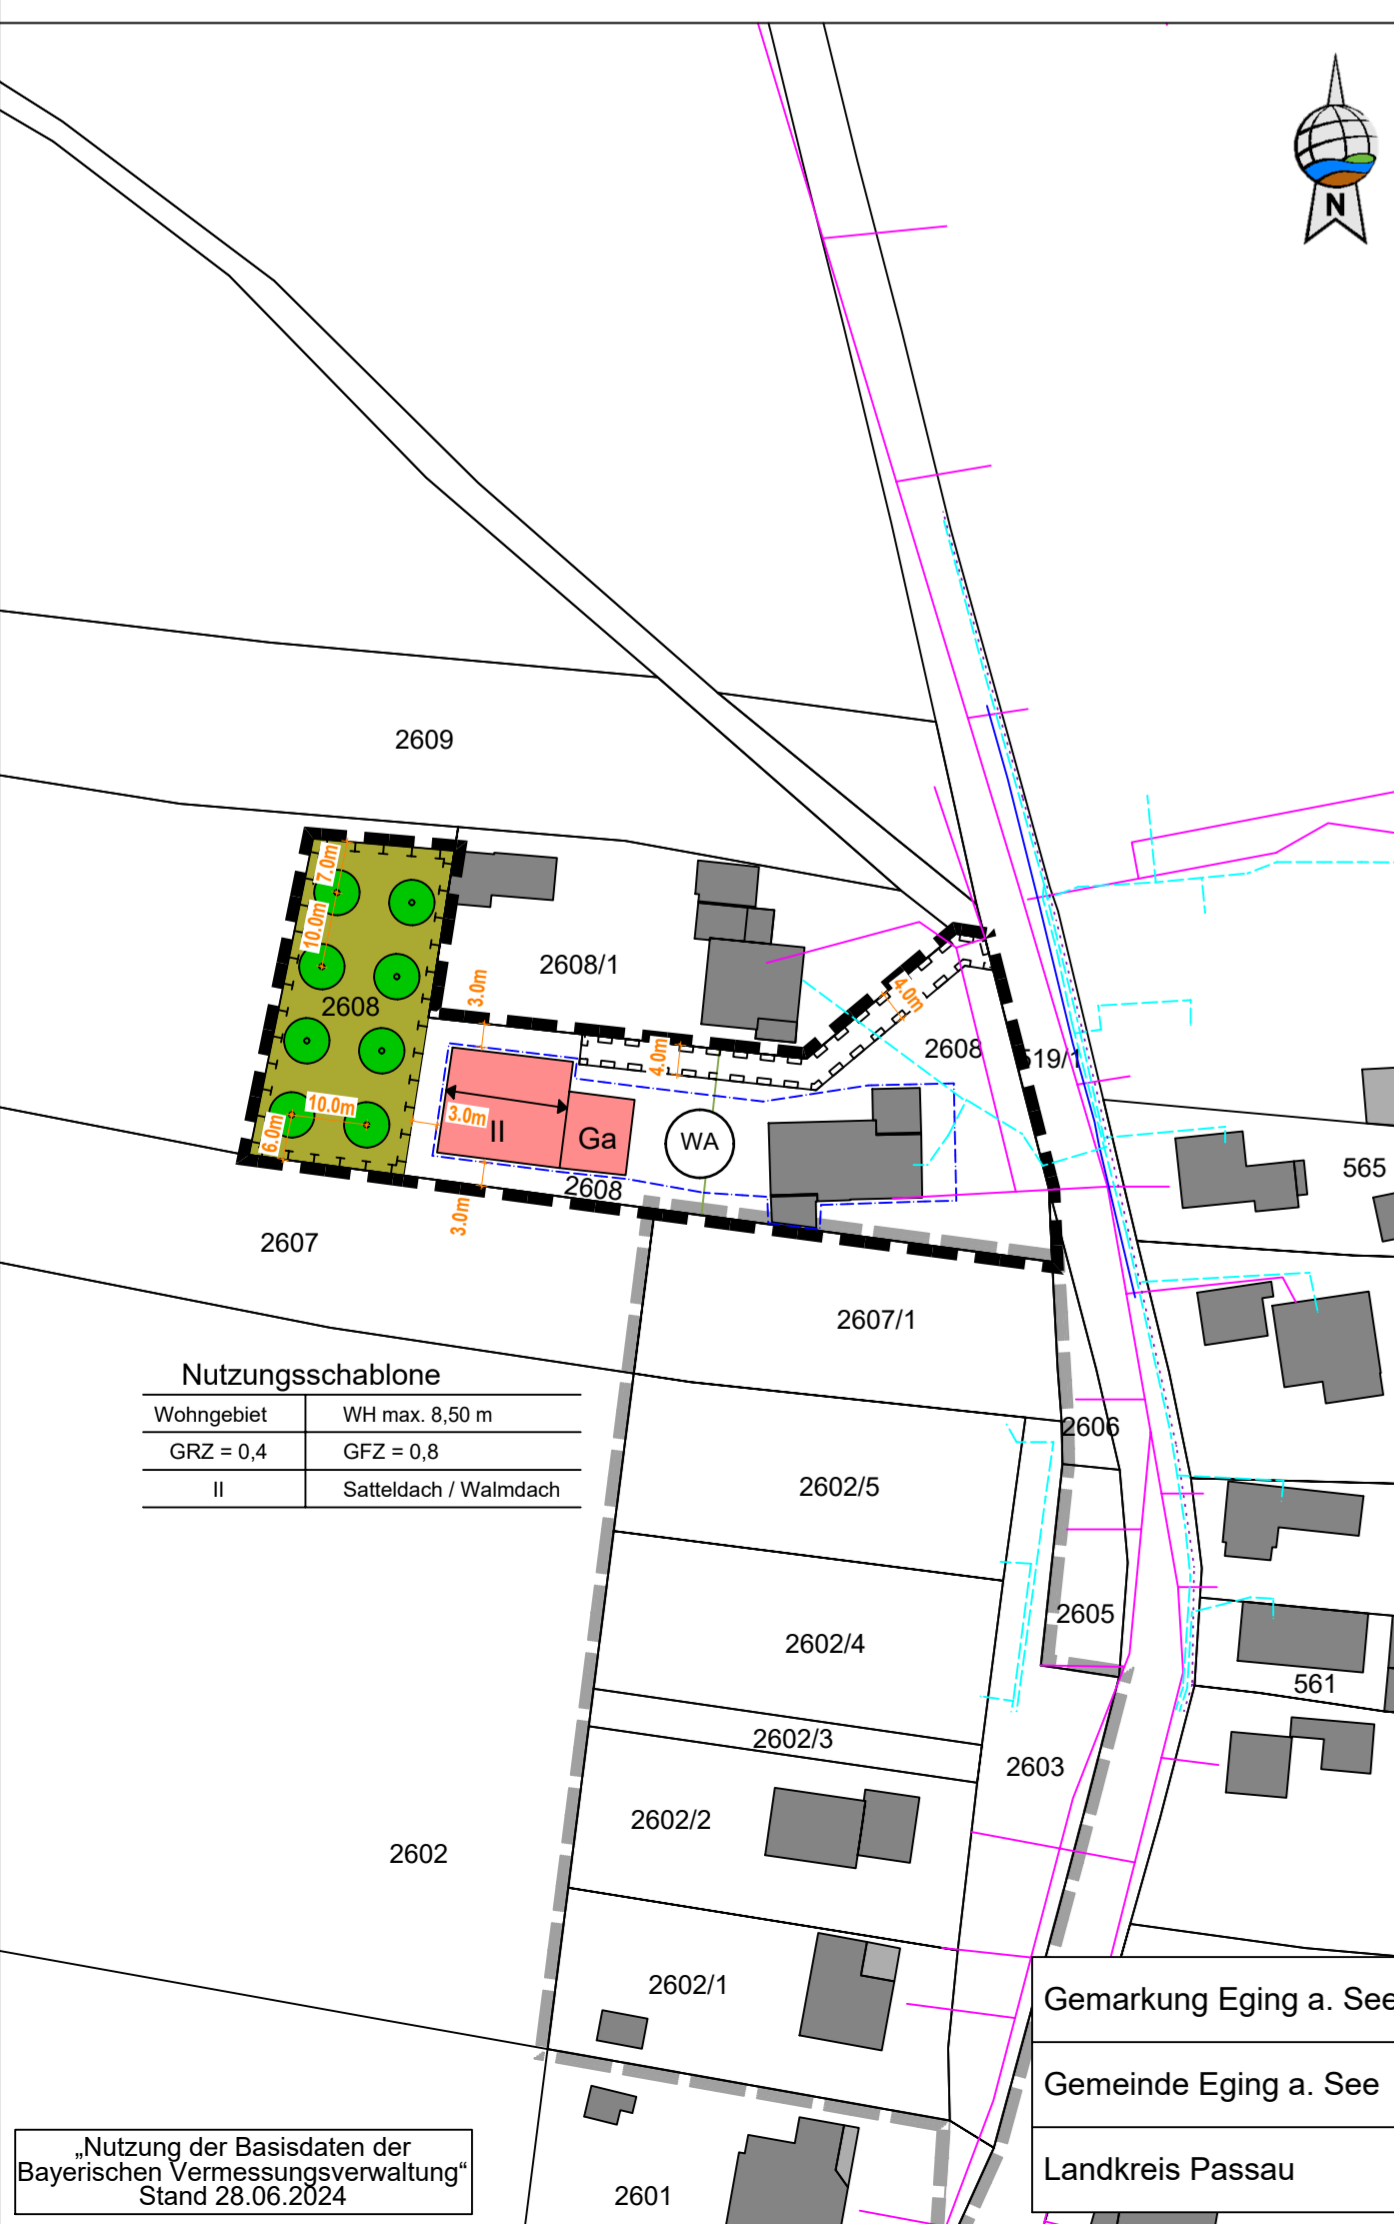 N
2609
7.0m
10.0m
2608/1
3.0m
2608
4.0m
4.0m
2608
519/1
10.0m
3.0m
II
Ga
WA
6.0m
2608
565
3.0m
2607
2607/1
Nutzungsschablone
Wohngebiet WH max. 8,50 m
GRZ = 0,4 GFZ = 0,8
II Satteldach / Walmdach
2606
2602/5
2605
2602/4
561
2602/3
2603
2602/2
2602
2602/1
Gemarkung Eging a. See
Gemeinde Eging a. See
Landkreis Passau
„Nutzung der Basisdaten der
Bayerischen Vermessungsverwaltung“
Stand 28.06.2024
2601